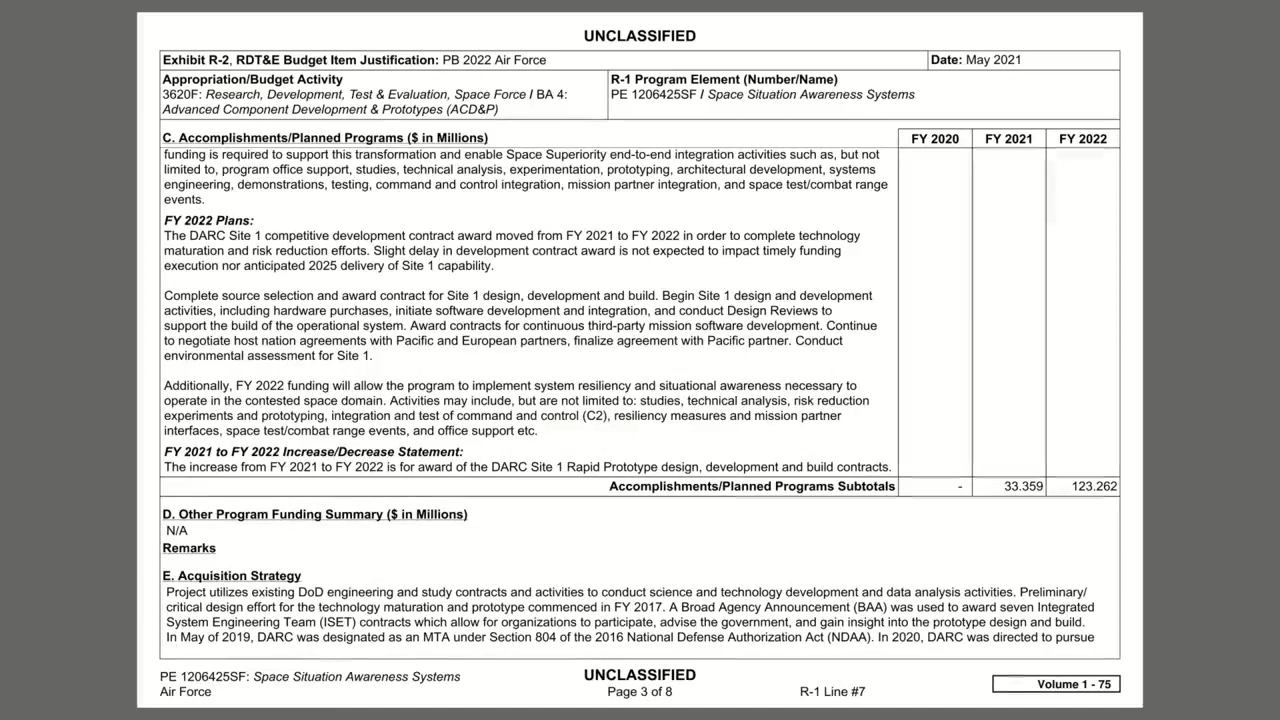 UNCLASSIFIED
Exhibit R-2, RDT&E Budget Item Justification: PB 2022 Air Force
Date: May 2021
Appropriation/Budget Activity
3620F: Research, Development, Test & Evaluation, Space Force I BA 4:
Advanced Component Development & Prototypes (ACD&P)
R-1 Program Element (Number/Name)
PE 1206425SF I Space Situation Awareness Systems
C. Accomplishments/Planned Programs ($ in Millions)
FY 2020 FY 2021 FY 2022
funding is required to support this transformation and enable Space Superiority end-to-end integration activities such as, but not
limited to, program office support, studies, technical analysis, experimentation, prototyping, architectural development, systems
engineering, demonstrations, testing, command and control integration, mission partner integration, and space test/combat range
events.
FY 2022 Plans:
The DARC Site 1 competitive development contract award moved from FY 2021 to FY 2022 in order to complete technology
maturation and risk reduction efforts. Slight delay in development contract award is not expected to impact timely funding
execution nor anticipated 2025 delivery of Site 1 capability.
Complete source selection and award contract for Site 1 design, development and build. Begin Site 1 design and development
activities, including hardware purchases, initiate software development and integration, and conduct Design Reviews to
support the build of the operational system. Award contracts for continuous third-party mission software development. Continue
to negotiate host nation agreements with Pacific and European partners, finalize agreement with Pacific partner. Conduct
environmental assessment for Site 1.
Additionally, FY 2022 funding will allow the program to implement system resiliency and situational awareness necessary to
operate in the contested space domain. Activities may include, but are not limited to: studies, technical analysis, risk reduction
experiments and prototyping, integration and test of command and control (C2), resiliency measures and mission partner
interfaces, space test/combat range events, and office support etc.
FY 2021 to FY 2022 Increase/Decrease Statement:
The increase from FY 2021 to FY 2022 is for award of the DARC Site 1 Rapid Prototype design, development and build contracts.
Accomplishments/Planned Programs Subtotals - 33.359 123.262
D. Other Program Funding Summary ($ in Millions)
N/A
Remarks
E. Acquisition Strategy
Project utilizes existing DoD engineering and study contracts and activities to conduct science and technology development and data analysis activities. Preliminary/
critical design effort for the technology maturation and prototype commenced in FY 2017. A Broad Agency Announcement (BAA) was used to award seven Integrated
System Engineering Team (ISET) contracts which allow for organizations to participate, advise the government, and gain insight into the prototype design and build.
In May of 2019, DARC was designated as an MTA under Section 804 of the 2016 National Defense Authorization Act (NDAA). In 2020, DARC was directed to pursue
PE 1206425SF: Space Situation Awareness Systems
Air Force
UNCLASSIFIED
Page 3 of 8
R-1 Line #7
Volume 1 - 75